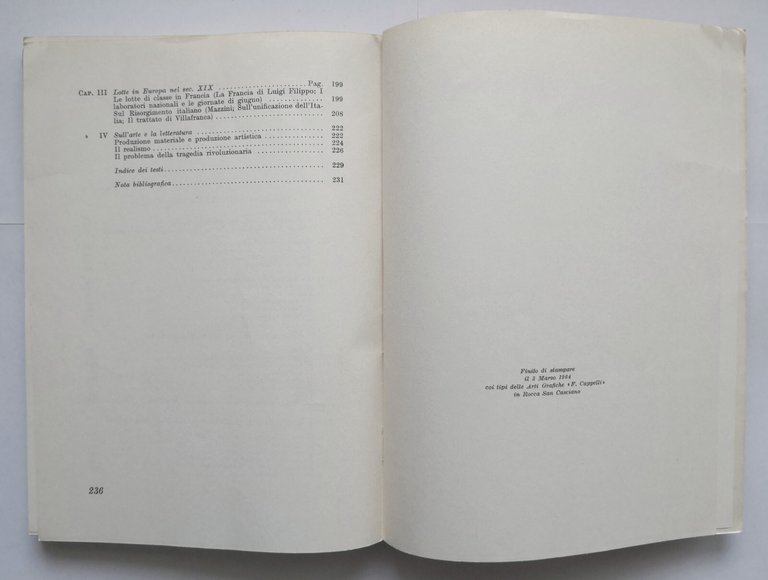 CAP. III Lotte in Europa nel sec. XIX . . . . . . . . . . . . . . . . . . . . . . Pag. 199
Le lotte di classe in Francia (La Francia di Luigi Filippo; I
laboratori nazionali e le giornate di giugno) . . . . . . . . . . . . . 199
Sul Risorgimento italiano (Mazzini; Sull'unificazione dell'Ita-
lia; Il trattato di Villafranca) . . . . . . . . . . . . . . . . . . . . . . . . . 208
» IV Sull'arte e la letteratura . . . . . . . . . . . . . . . . . . . . . . . . . . . . . 222
Produzione materiale e produzione artistica . . . . . . . . . . . . . . 222
Il realismo . . . . . . . . . . . . . . . . . . . . . . . . . . . . . . . . . . . . . . . . 224
Il problema della tragedia rivoluzionaria . . . . . . . . . . . . . . . . 226
Indice dei testi . . . . . . . . . . . . . . . . . . . . . . . . . . . . . . . . . . . . . 229
Nota bibliografica . . . . . . . . . . . . . . . . . . . . . . . . . . . . . . . . . . . 231
236
Finito di stampare
il 5 Marzo 1964
coi tipi delle Arti Grafiche «F. Cappelli»
in Rocca San Casciano